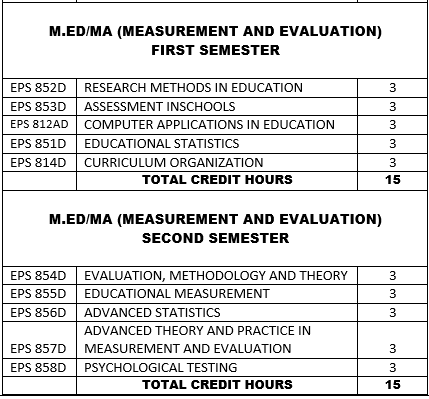 M.ED/MA (MEASUREMENT AND EVALUATION)
FIRST SEMESTER
EPS 852D RESEARCH METHODS IN EDUCATION 3
EPS 853D ASSESSMENT INSCHOOLS 3
EPS 812AD COMPUTER APPLICATIONS IN EDUCATION 3
EPS 851D EDUCATIONAL STATISTICS 3
EPS 814D CURRICULUM ORGANIZATION 3
TOTAL CREDIT HOURS 15
M.ED/MA (MEASUREMENT AND EVALUATION)
SECOND SEMESTER
EPS 854D EVALUATION, METHODOLOGY AND THEORY 3
EPS 855D EDUCATIONAL MEASUREMENT 3
EPS 856D ADVANCED STATISTICS 3
ADVANCED THEORY AND PRACTICE IN
EPS 857D MEASUREMENT AND EVALUATION 3
EPS 858D PSYCHOLOGICAL TESTING 3
TOTAL CREDIT HOURS 15